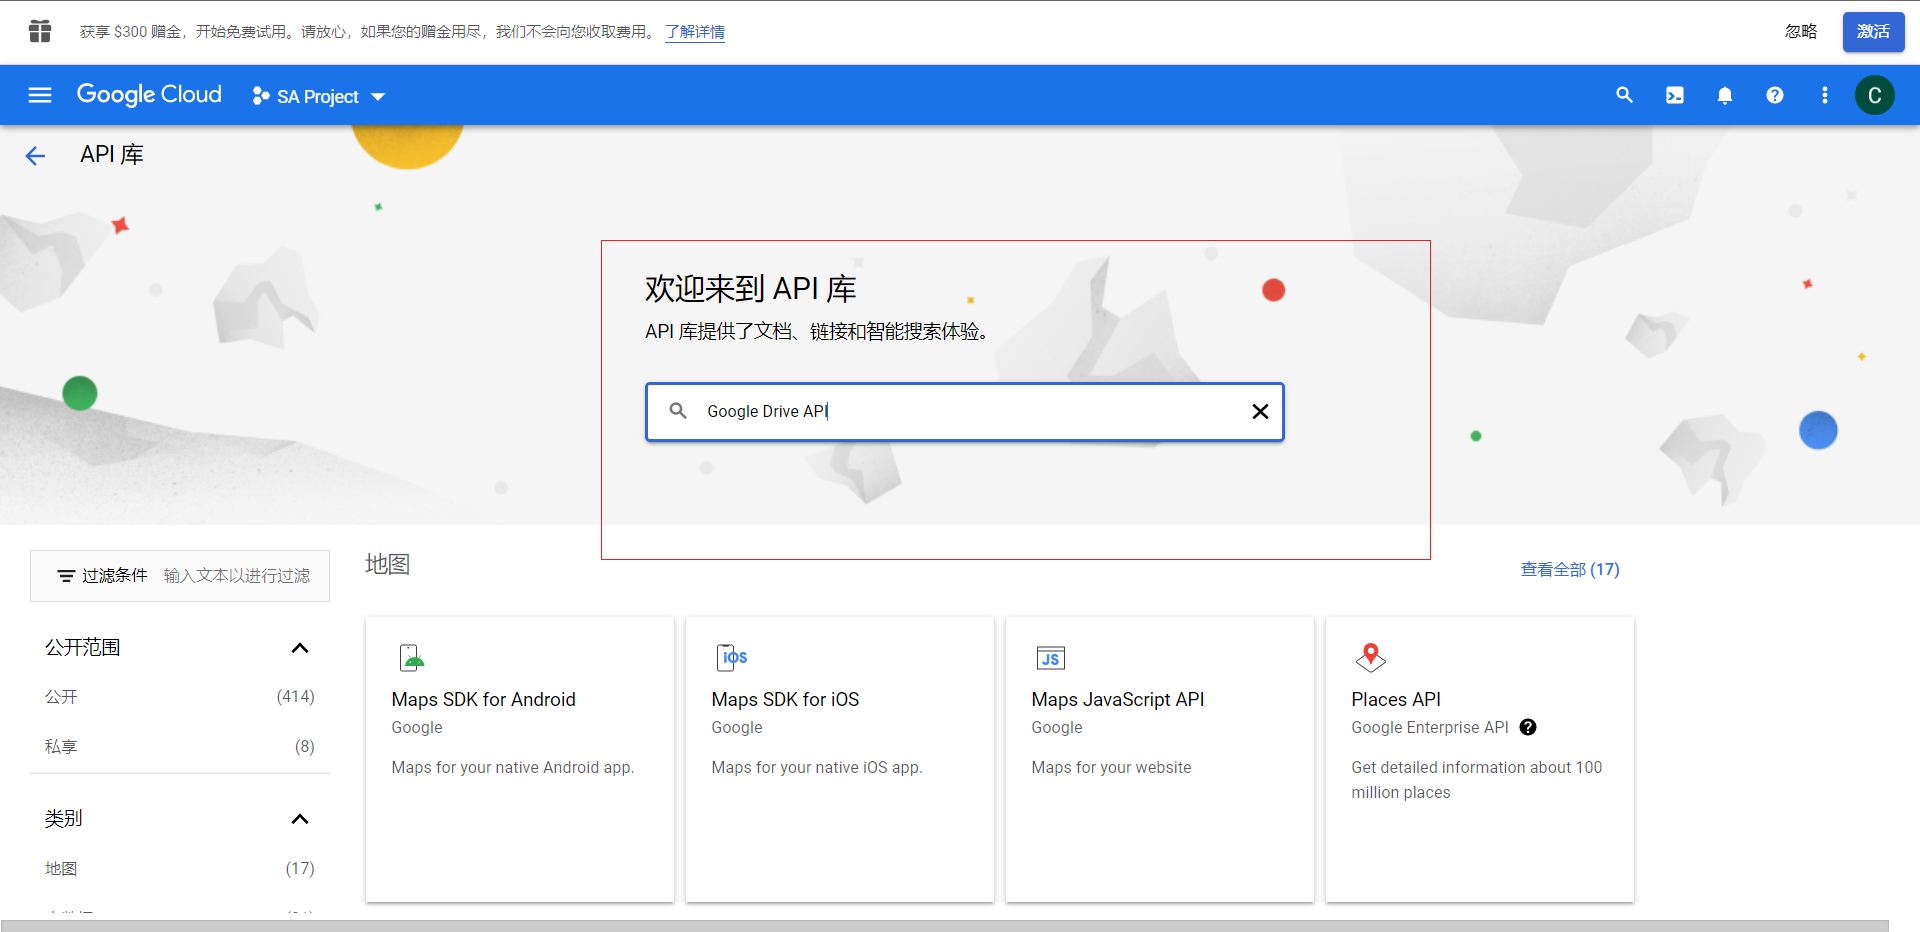 获享 $300 赠金，开始免费试用。请放心，如果您的赠金用尽，我们不会向您收取费用。 了解详情
忽略
激活
Google Cloud
SA Project
C
API 库
欢迎来到 API 库
API 库提供了文档、链接和智能搜索体验。
Google Drive API
过滤条件 输入文本以进行过滤
公开范围
公开 (414)
私享 (8)
类别
地图 (17)
地图
查看全部 (17)
Maps SDK for Android
Google
Maps for your native Android app.
iOS
Maps SDK for iOS
Google
Maps for your native iOS app.
JS
Maps JavaScript API
Google
Maps for your website
Places API
Google Enterprise API
Get detailed information about 100
million places